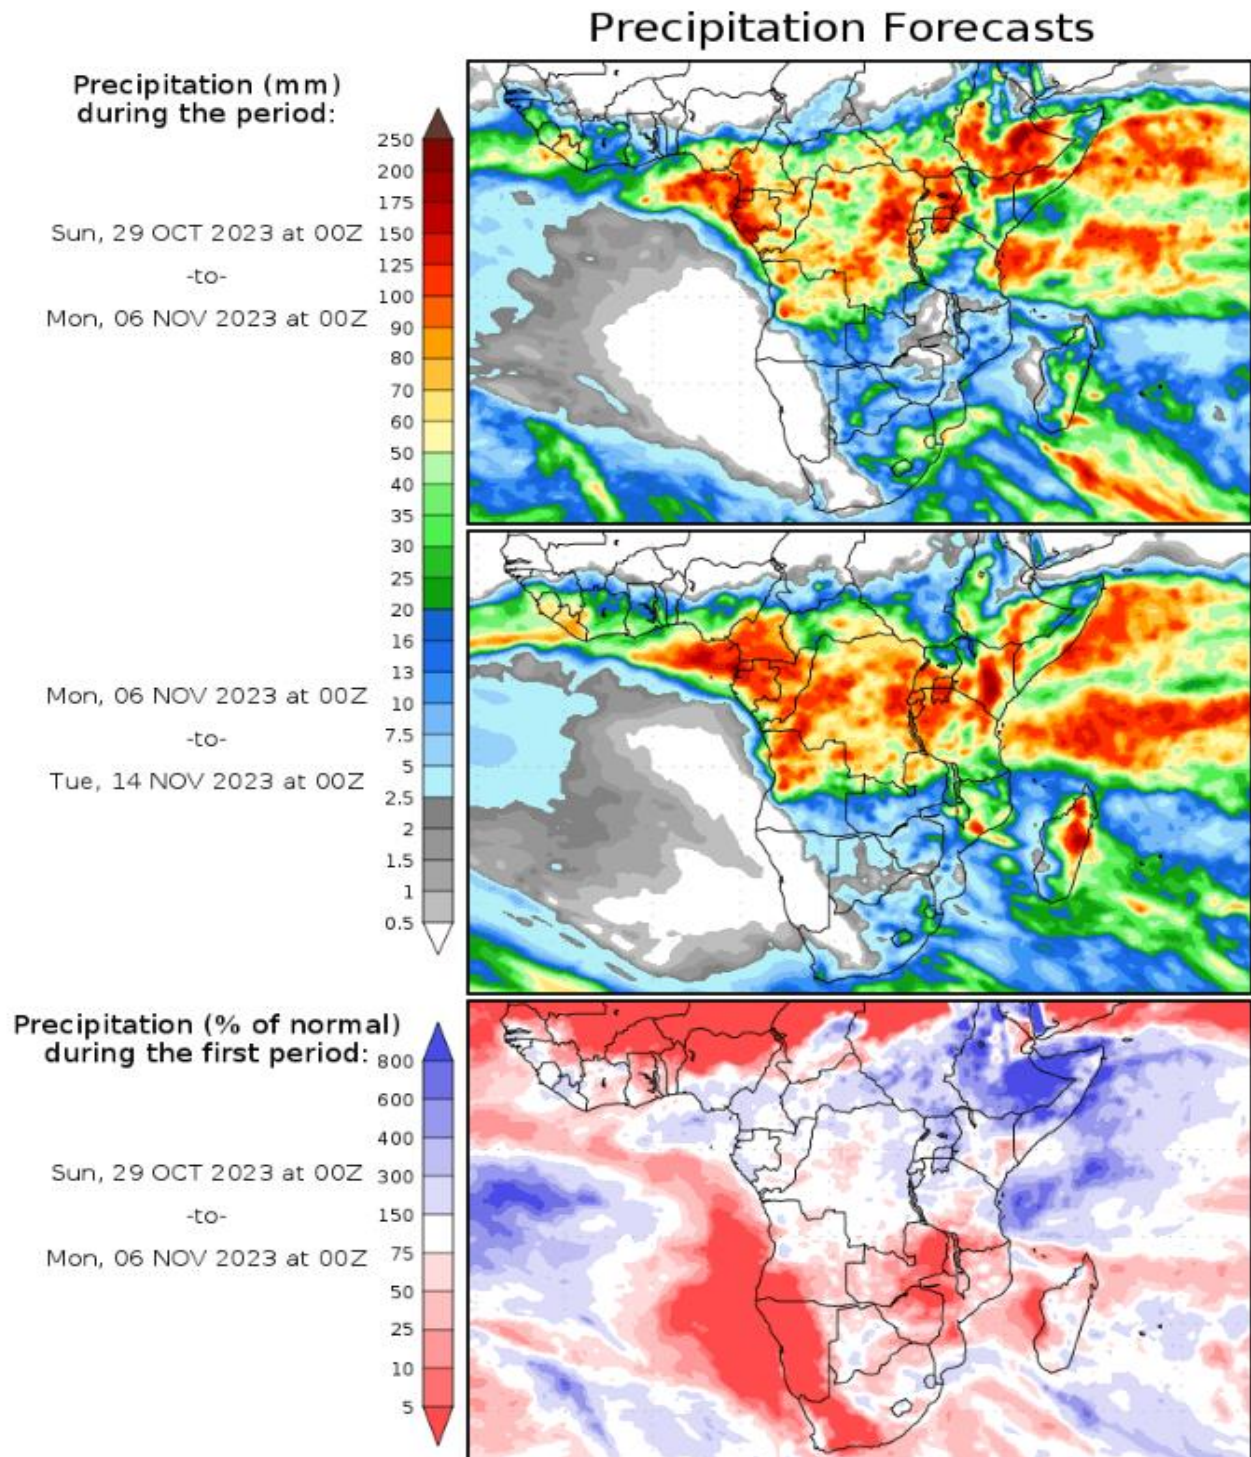 Precipitation Forecasts
Precipitation (mm)
during the period:
250
200
175
150
125
100
90
80
70
60
50
40
35
30
25
20
16
13
10
7.5
5
2.5
2
1.5
1
0.5
Sun, 29 OCT 2023 at 00Z
-to-
Mon, 06 NOV 2023 at 00Z
Mon, 06 NOV 2023 at 00Z
-to-
Tue, 14 NOV 2023 at 00Z
Precipitation (% of normal)
during the first period:
800
600
400
300
150
75
50
25
10
5
Sun, 29 OCT 2023 at 00Z
-to-
Mon, 06 NOV 2023 at 00Z